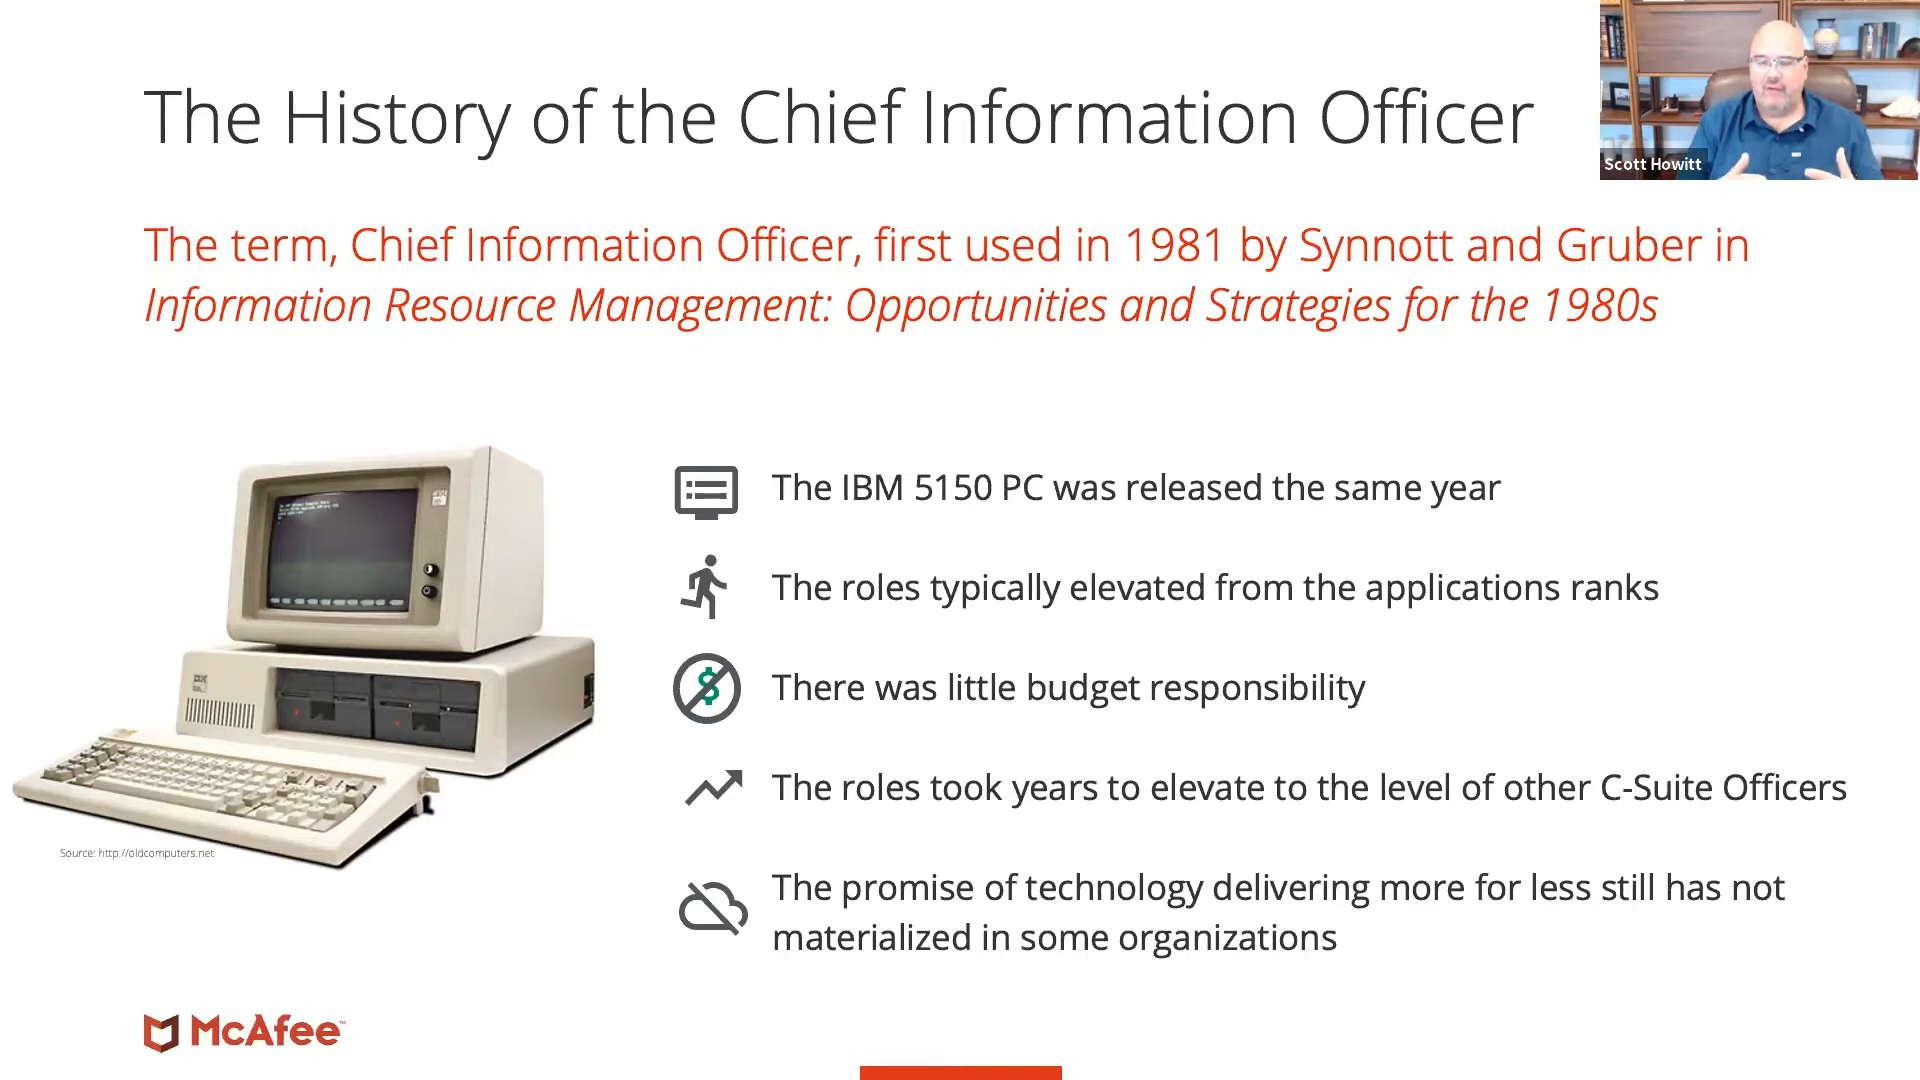 The History of the Chief Information Officer
Scott Howitt
The term, Chief Information Officer, first used in 1981 by Synnott and Gruber in
Information Resource Management: Opportunities and Strategies for the 1980s
The IBM 5150 PC was released the same year
The roles typically elevated from the applications ranks
There was little budget responsibility
The roles took years to elevate to the level of other C-Suite Officers
The promise of technology delivering more for less still has not
materialized in some organizations
Source: http://oldcomputers.net
McAfee™